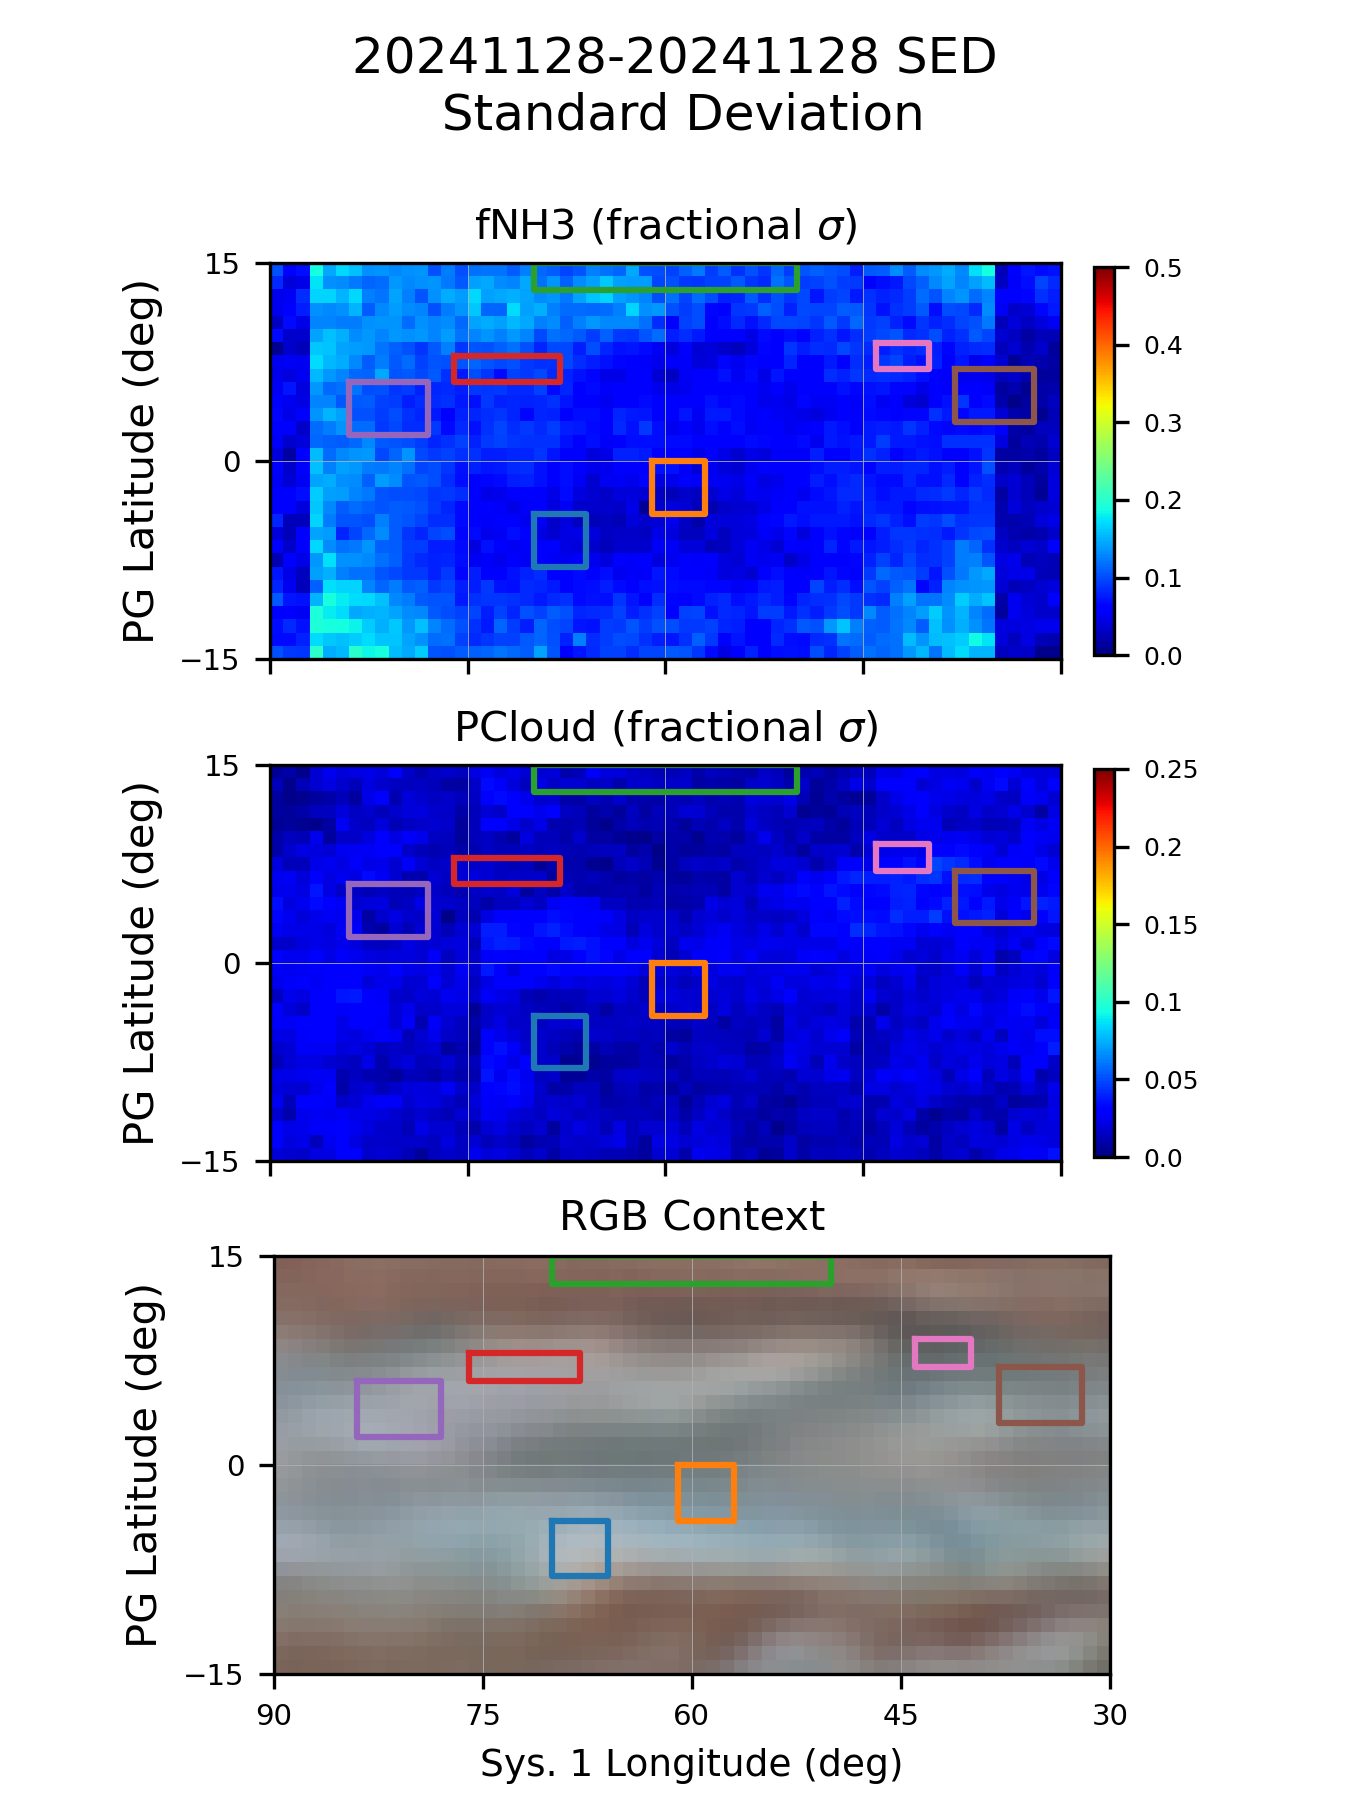 20241128-20241128 SED
Standard Deviation
fNH3 (fractional σ)
PG Latitude (deg)
15
0
−15
0.5
0.4
0.3
0.2
0.1
0.0
PCloud (fractional σ)
PG Latitude (deg)
15
0
−15
0.25
0.2
0.15
0.1
0.05
0.0
RGB Context
PG Latitude (deg)
15
0
−15
90 75 60 45 30
Sys. 1 Longitude (deg)